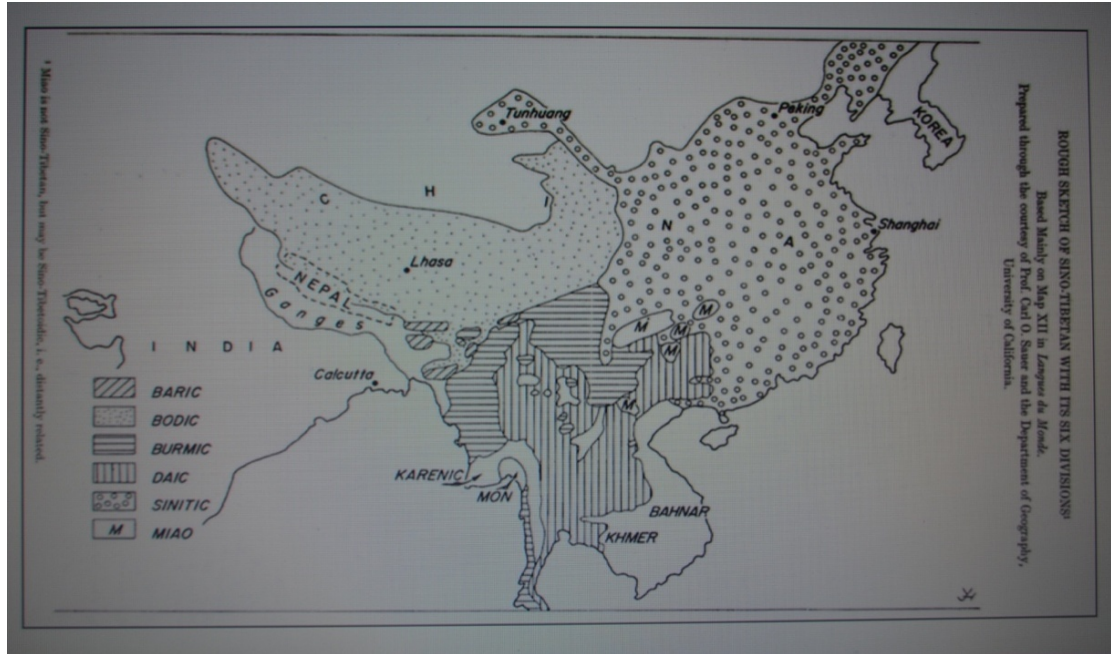 ROUGH SKETCH OF SINO-TIBETAN WITH ITS SIX DIVISIONS¹
Based Mainly on Map XII in Langues du Monde.
Prepared through the courtesy of Prof. Carl O. Sauer and the Department of Geography,
University of California.
KOREA
Peking
Tunhuang
Shanghai
C H I N A
Lhasa
NEPAL
Ganges
INDIA
Calcutta
M
M
M
M
M
KARENIC
MON
BAHNAR
KHMER
BARIC
BODIC
BURMIC
DAIC
SINITIC
M MIAO
¹ Miao is not Sino-Tibetan, but may be Sino-Tibetoidic, i. e., distantly related.